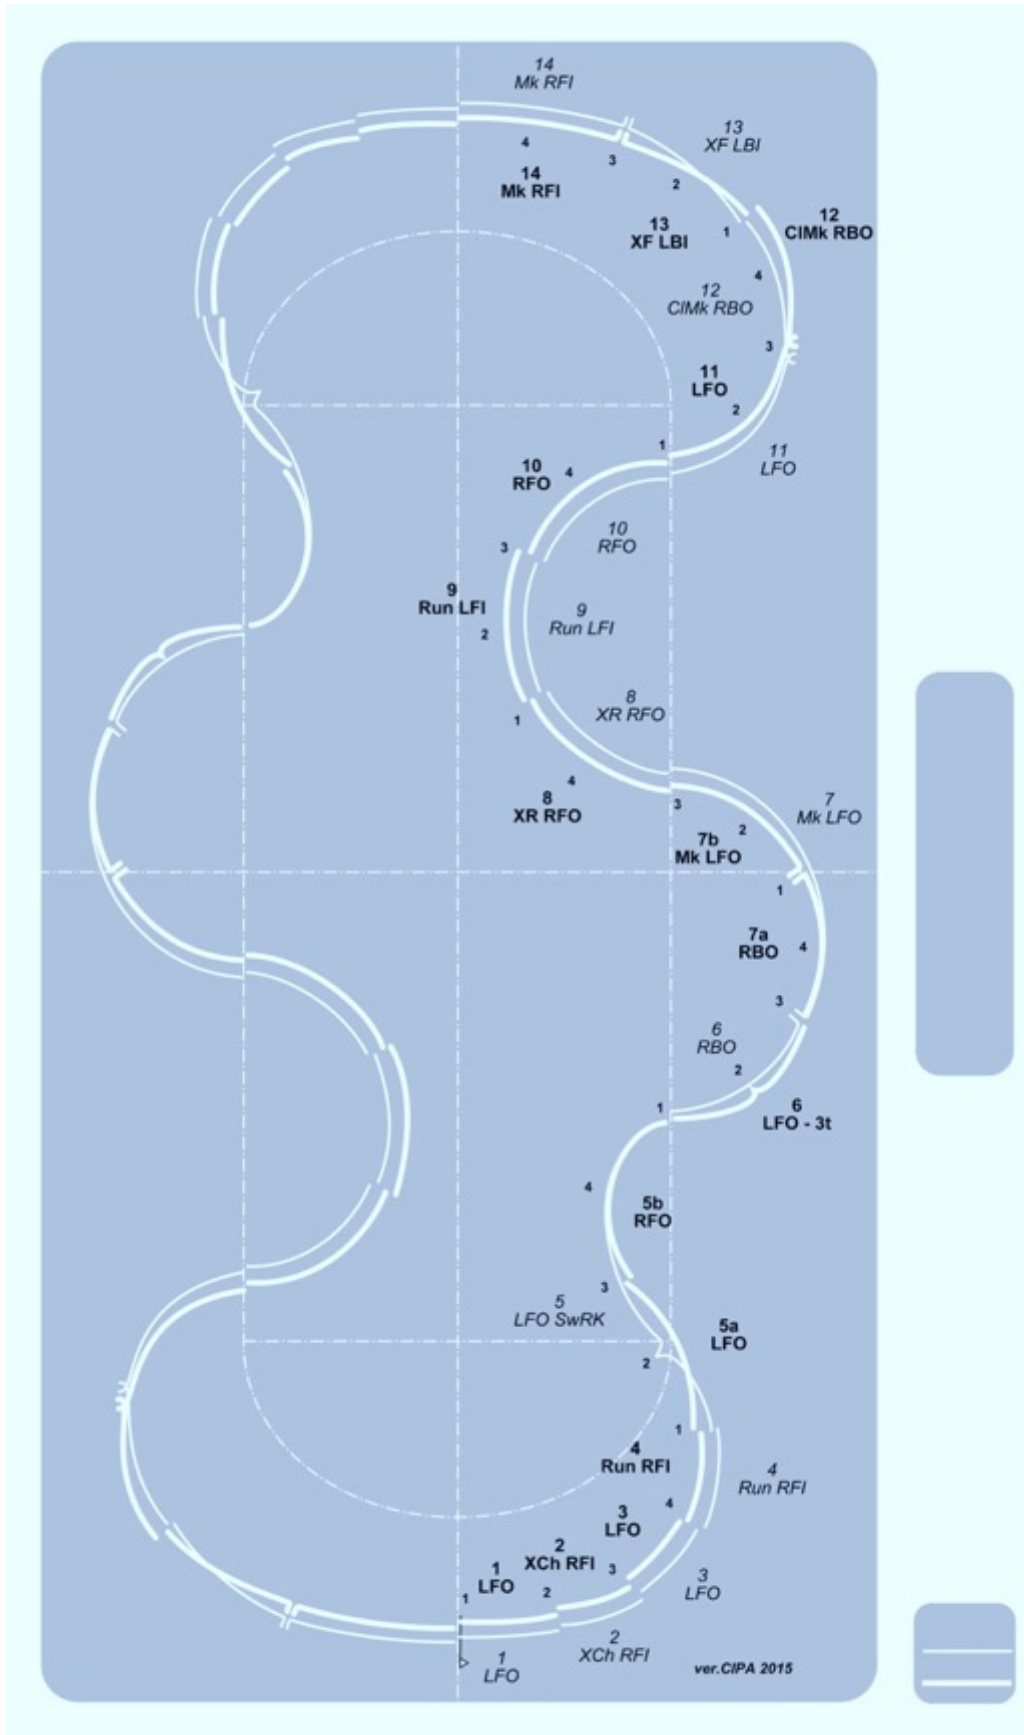 14
Mk RFI
13
XF LBI
4
3
14
Mk RFI
2
12
ClMk RBO
13
XF LBI
1
4
12
ClMk RBO
3
11
LFO
2
1
11
LFO
10
RFO
4
10
RFO
3
9
Run LFI
9
Run LFI
2
8
XR RFO
1
4
8
XR RFO
3
7
Mk LFO
2
7b
Mk LFO
1
7a
RBO
4
3
6
RBO
2
1
6
LFO - 3t
4
5b
RFO
3
5
LFO SwRK
5a
LFO
2
1
4
Run RFI
4
Run RFI
4
3
LFO
2
XCh RFI
3
1
LFO
2
1
3
LFO
2
XCh RFI
1
LFO
ver.CIPA 2015